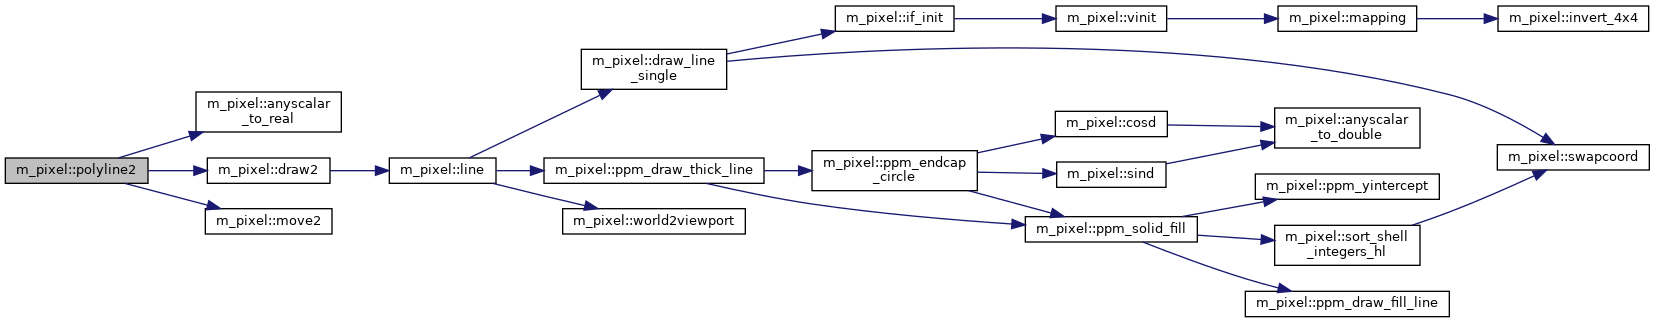 m_pixel::polyline2
m_pixel::anyscalar
_to_real
m_pixel::draw2
m_pixel::move2
m_pixel::line
m_pixel::draw_line
_single
m_pixel::ppm_draw_thick_line
m_pixel::world2viewport
m_pixel::if_init
m_pixel::ppm_endcap
_circle
m_pixel::vinit
m_pixel::cosd
m_pixel::sind
m_pixel::ppm_solid_fill
m_pixel::mapping
m_pixel::anyscalar
_to_double
m_pixel::ppm_yintercept
m_pixel::sort_shell
_integers_hl
m_pixel::ppm_draw_fill_line
m_pixel::invert_4x4
m_pixel::swapcoord